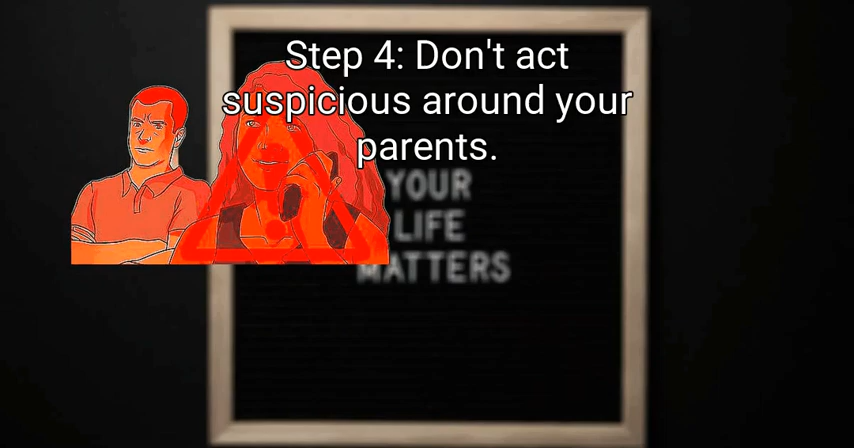 Step 4: Don't act
suspicious around your
parents.
YOUR
LIFE
MATTERS